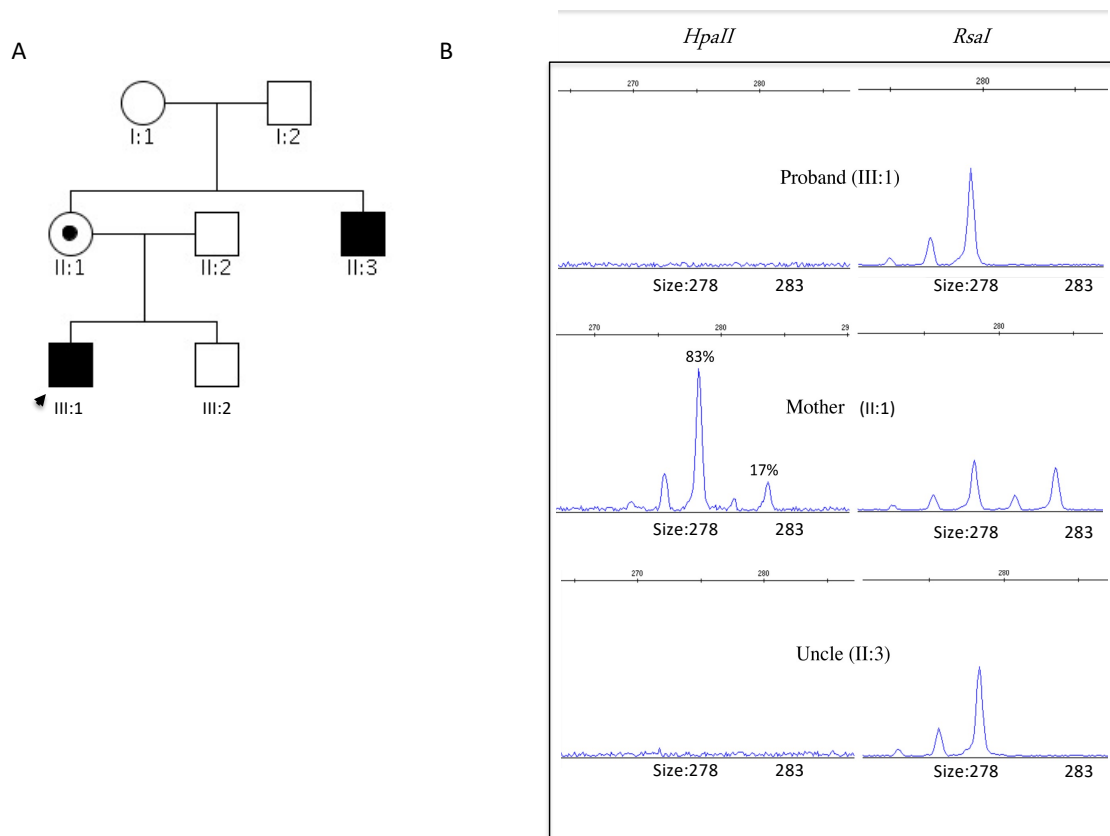 A
I:1 I:2
II:1 II:2 II:3
III:1 III:2
B
HpaII RsaI
270 280 280
Proband (III:1)
Size:278 283 Size:278 283
270 280 29 280
83%
Mother (II:1)
17%
Size:278 283 Size:278 283
270 280 280
Uncle (II:3)
Size:278 283 Size:278 283